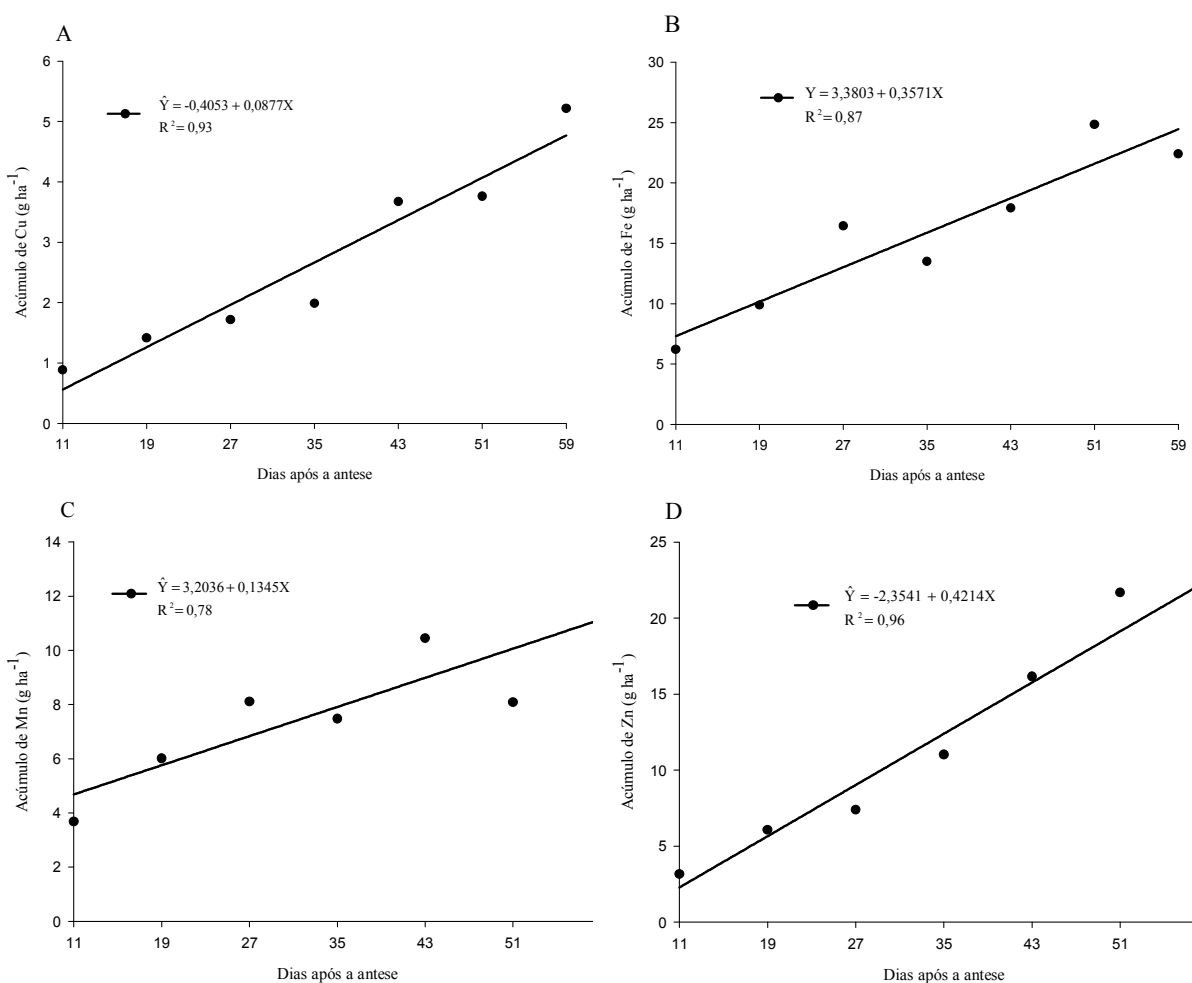 A
Ŷ = -0,4053 + 0,0877X
R² = 0,93
Acúmulo de Cu (g ha⁻¹)
6
5
4
3
2
1
0
11 19 27 35 43 51 59
Dias após a antese
B
Y = 3,3803 + 0,3571X
R² = 0,87
Acúmulo de Fe (g ha⁻¹)
30
25
20
15
10
5
0
11 19 27 35 43 51 59
Dias após a antese
C
Ŷ = 3,2036 + 0,1345X
R² = 0,78
Acúmulo de Mn (g ha⁻¹)
14
12
10
8
6
4
2
0
11 19 27 35 43 51
Dias após a antese
D
Ŷ = -2,3541 + 0,4214X
R² = 0,96
Acúmulo de Zn (g ha⁻¹)
25
20
15
10
5
0
11 19 27 35 43 51
Dias após a antese